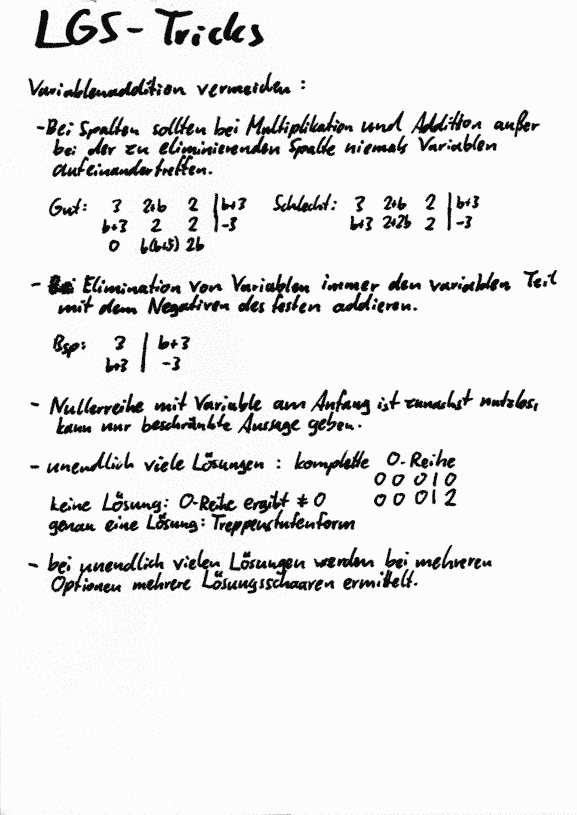 LGS-Tricks
Variablenaddition vermeiden:
-Bei Spalten sollten bei Multiplikation und Addition außer
bei der zu eliminierenden Spalte niemals Variablen
aufeinandertreffen.
Gut: 3 2+b 2 | b+3 Schlecht: 3 2+b 2 | b+3
b+3 2 2 | -3 b+3 2+2b 2 | -3
0 b(b+5) 2b
- Bei Elimination von Variablen immer den variablen Teil
mit dem Negativen des festen addieren.
Bsp: 3 | b+3
b+3 | -3
- Nullerreihe mit Variable am Anfang ist zunächst nutzlos,
kann nur beschränkte Aussage geben.
- unendlich viele Lösungen: komplette 0-Reihe
0 0 0 | 0
keine Lösung: 0-Reihe ergibt ≠ 0 0 0 0 | 2
genau eine Lösung: Treppenstufenform
- bei unendlich vielen Lösungen werden bei mehreren
Optionen mehrere Lösungsschaaren ermittelt.